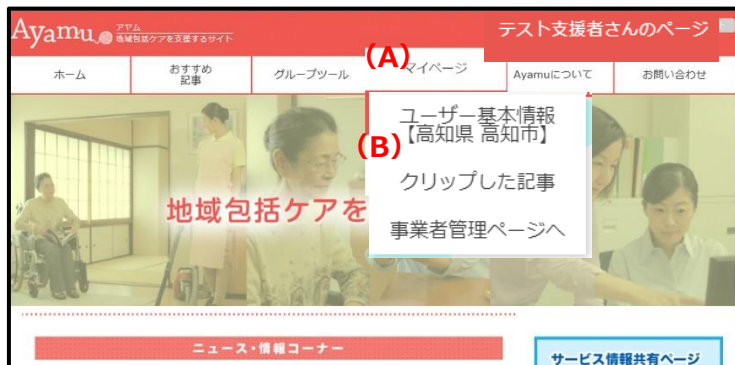 Ayamu アヤム
地域包括ケアを支援するサイト
テスト支援者さんのページ
ホーム
おすすめ
記事
グループツール
(A)
マイページ
Ayamuについて
お問い合わせ
ユーザー基本情報
(B)
【高知県 高知市】
クリップした記事
事業者管理ページへ
地域包括ケアを
ニュース・情報コーナー
サービス情報共有ページ